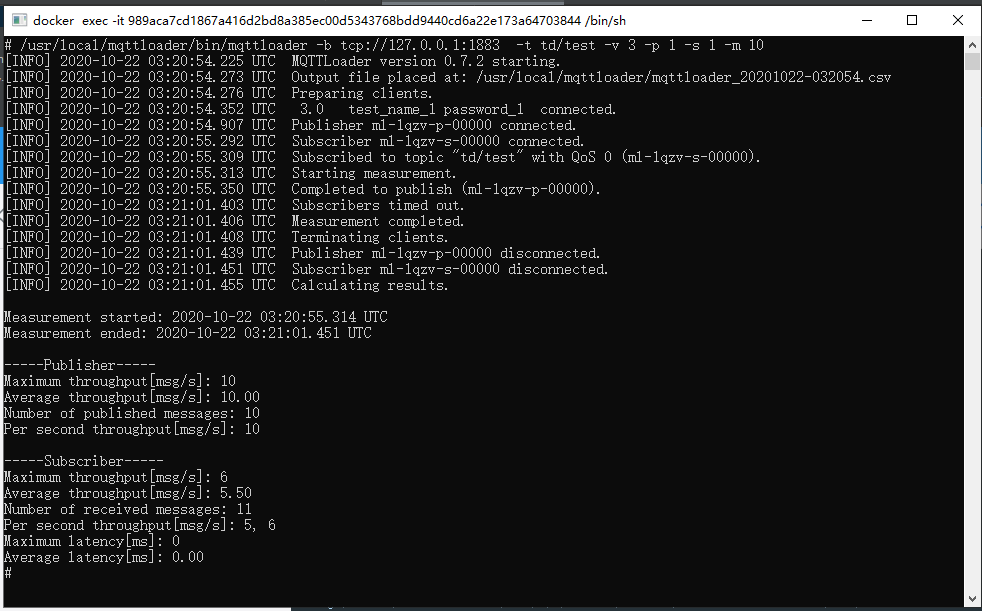 docker exec -it 989aca7cd1867a416d2bd8a385ec00d5343768bdd9440cd6a22e173a64703844 /bin/sh
# /usr/local/mqttloader/bin/mqttloader -b tcp://127.0.0.1:1883  -t td/test -v 3 -p 1 -s 1 -m 10
[INFO] 2020-10-22 03:20:54.225 UTC  MQTTLoader version 0.7.2 starting.
[INFO] 2020-10-22 03:20:54.273 UTC  Output file placed at: /usr/local/mqttloader/mqttloader_20201022-032054.csv
[INFO] 2020-10-22 03:20:54.276 UTC  Preparing clients.
[INFO] 2020-10-22 03:20:54.352 UTC   3.0   test_name_1 password_1  connected.
[INFO] 2020-10-22 03:20:54.907 UTC  Publisher ml-1qzv-p-00000 connected.
[INFO] 2020-10-22 03:20:55.292 UTC  Subscriber ml-1qzv-s-00000 connected.
[INFO] 2020-10-22 03:20:55.309 UTC  Subscribed to topic "td/test" with QoS 0 (ml-1qzv-s-00000).
[INFO] 2020-10-22 03:20:55.313 UTC  Starting measurement.
[INFO] 2020-10-22 03:20:55.350 UTC  Completed to publish (ml-1qzv-p-00000).
[INFO] 2020-10-22 03:21:01.403 UTC  Subscribers timed out.
[INFO] 2020-10-22 03:21:01.406 UTC  Measurement completed.
[INFO] 2020-10-22 03:21:01.408 UTC  Terminating clients.
[INFO] 2020-10-22 03:21:01.439 UTC  Publisher ml-1qzv-p-00000 disconnected.
[INFO] 2020-10-22 03:21:01.451 UTC  Subscriber ml-1qzv-s-00000 disconnected.
[INFO] 2020-10-22 03:21:01.455 UTC  Calculating results.
Measurement started: 2020-10-22 03:20:55.314 UTC
Measurement ended: 2020-10-22 03:21:01.451 UTC
-----Publisher-----
Maximum throughput[msg/s]: 10
Average throughput[msg/s]: 10.00
Number of published messages: 10
Per second throughput[msg/s]: 10
-----Subscriber-----
Maximum throughput[msg/s]: 6
Average throughput[msg/s]: 5.50
Number of received messages: 11
Per second throughput[msg/s]: 5, 6
Maximum latency[ms]: 0
Average latency[ms]: 0.00
#